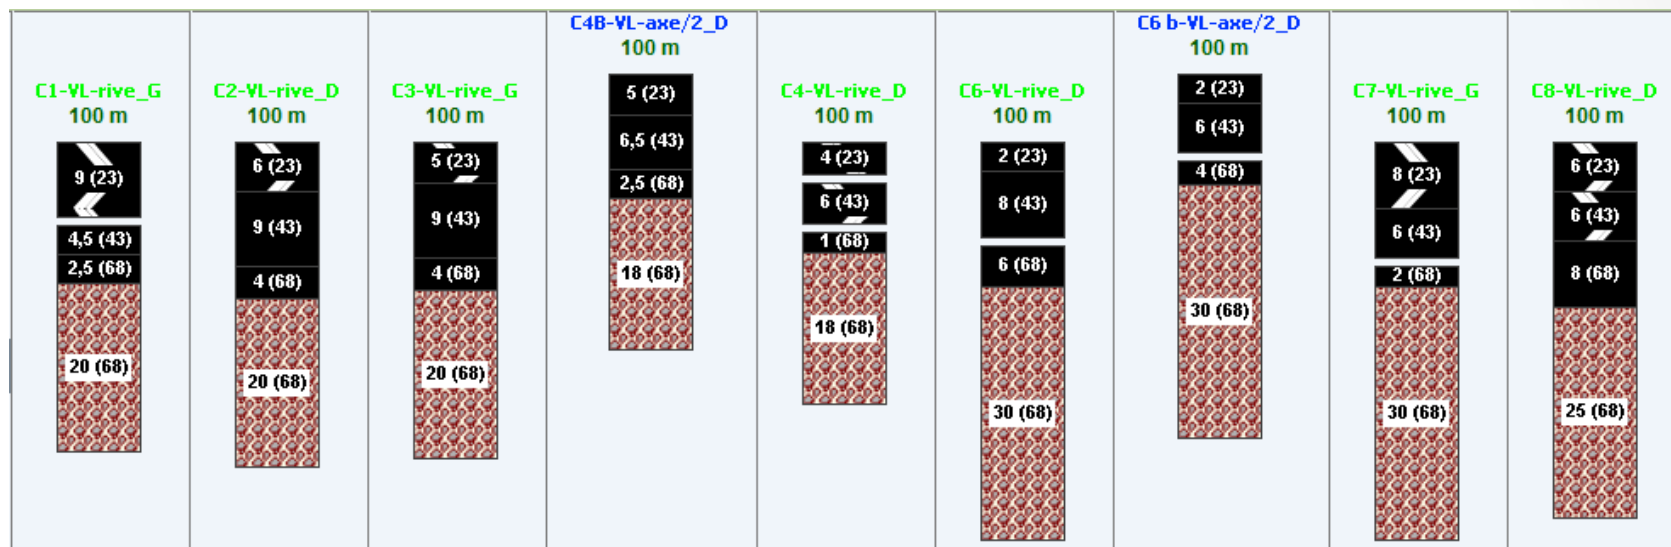 C1-VL-rive_G
100 m
9 (23)
4,5 (43)
2,5 (68)
20 (68)
C2-VL-rive_D
100 m
6 (23)
9 (43)
4 (68)
20 (68)
C3-VL-rive_G
100 m
5 (23)
9 (43)
4 (68)
20 (68)
C4B-VL-axe/2_D
100 m
5 (23)
6,5 (43)
2,5 (68)
18 (68)
C4-VL-rive_D
100 m
4 (23)
6 (43)
1 (68)
18 (68)
C6-VL-rive_D
100 m
2 (23)
8 (43)
6 (68)
30 (68)
C6 b-VL-axe/2_D
100 m
2 (23)
6 (43)
4 (68)
30 (68)
C7-VL-rive_G
100 m
8 (23)
6 (43)
2 (68)
30 (68)
C8-VL-rive_D
100 m
6 (23)
6 (43)
8 (68)
25 (68)